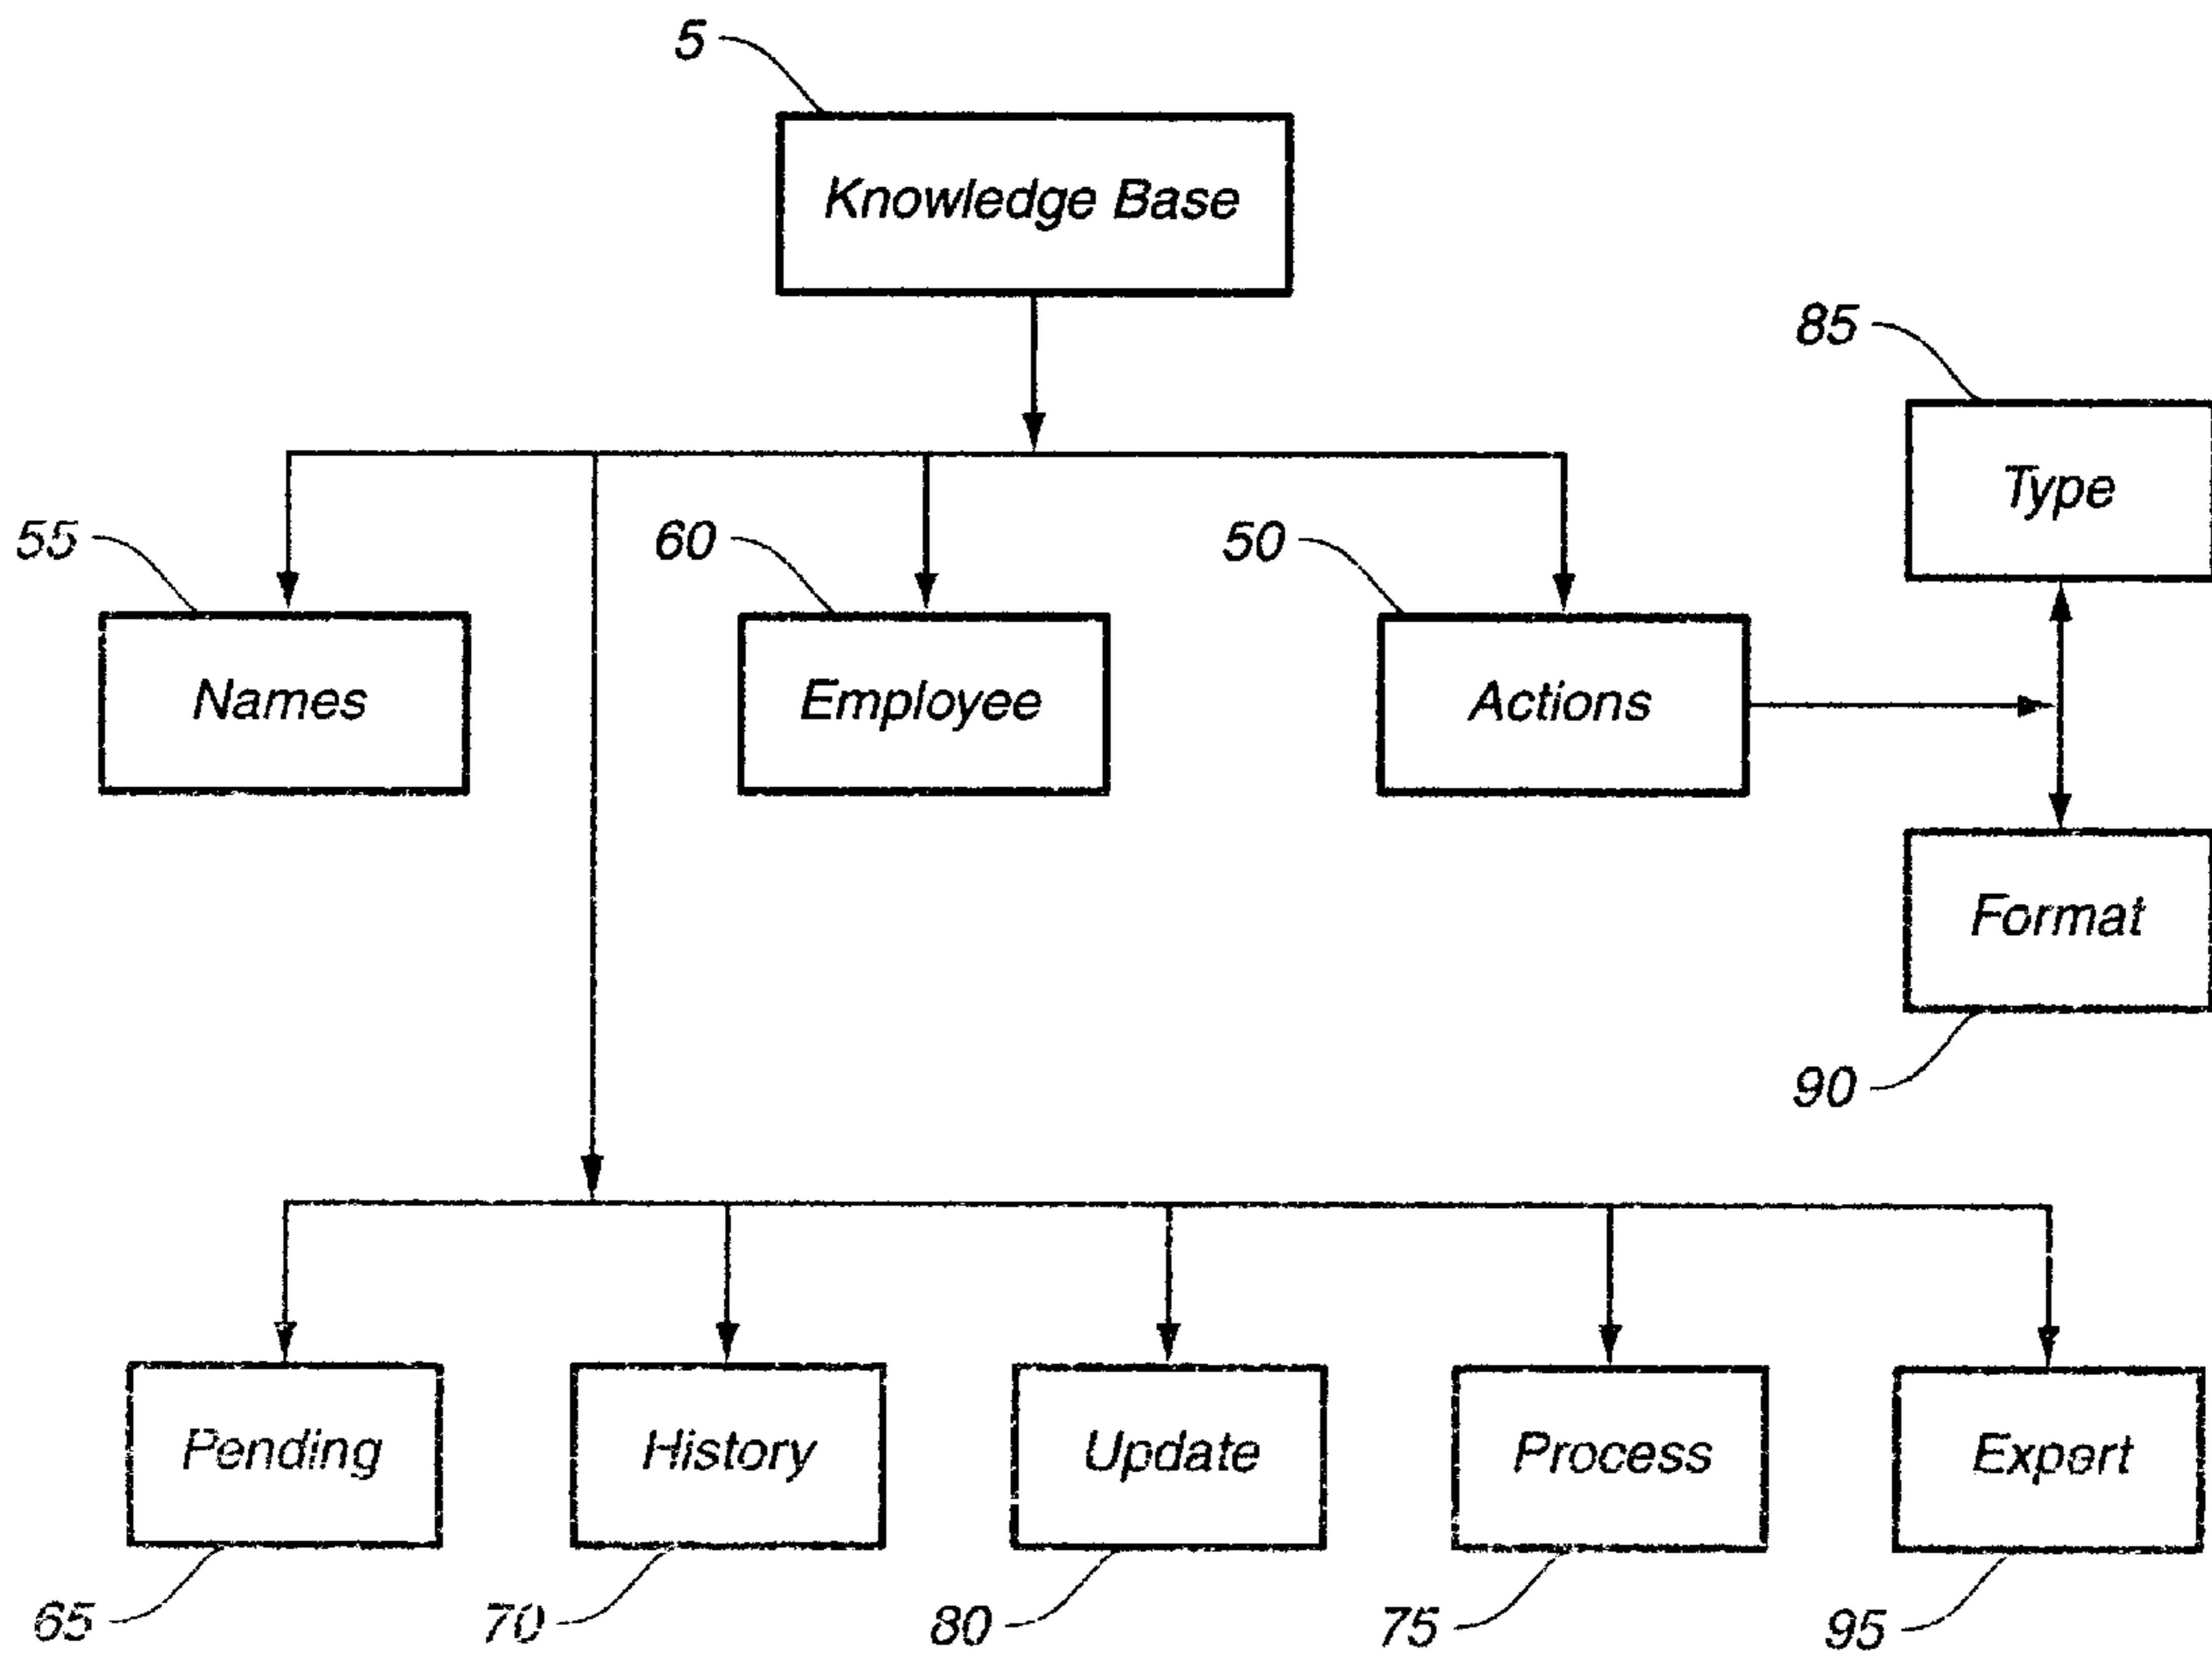 5
Knowledge Base
85
Type
55
60
50
Names
Employee
Actions
Format
90
Pending
History
Update
Process
Expert
65
70
80
75
95